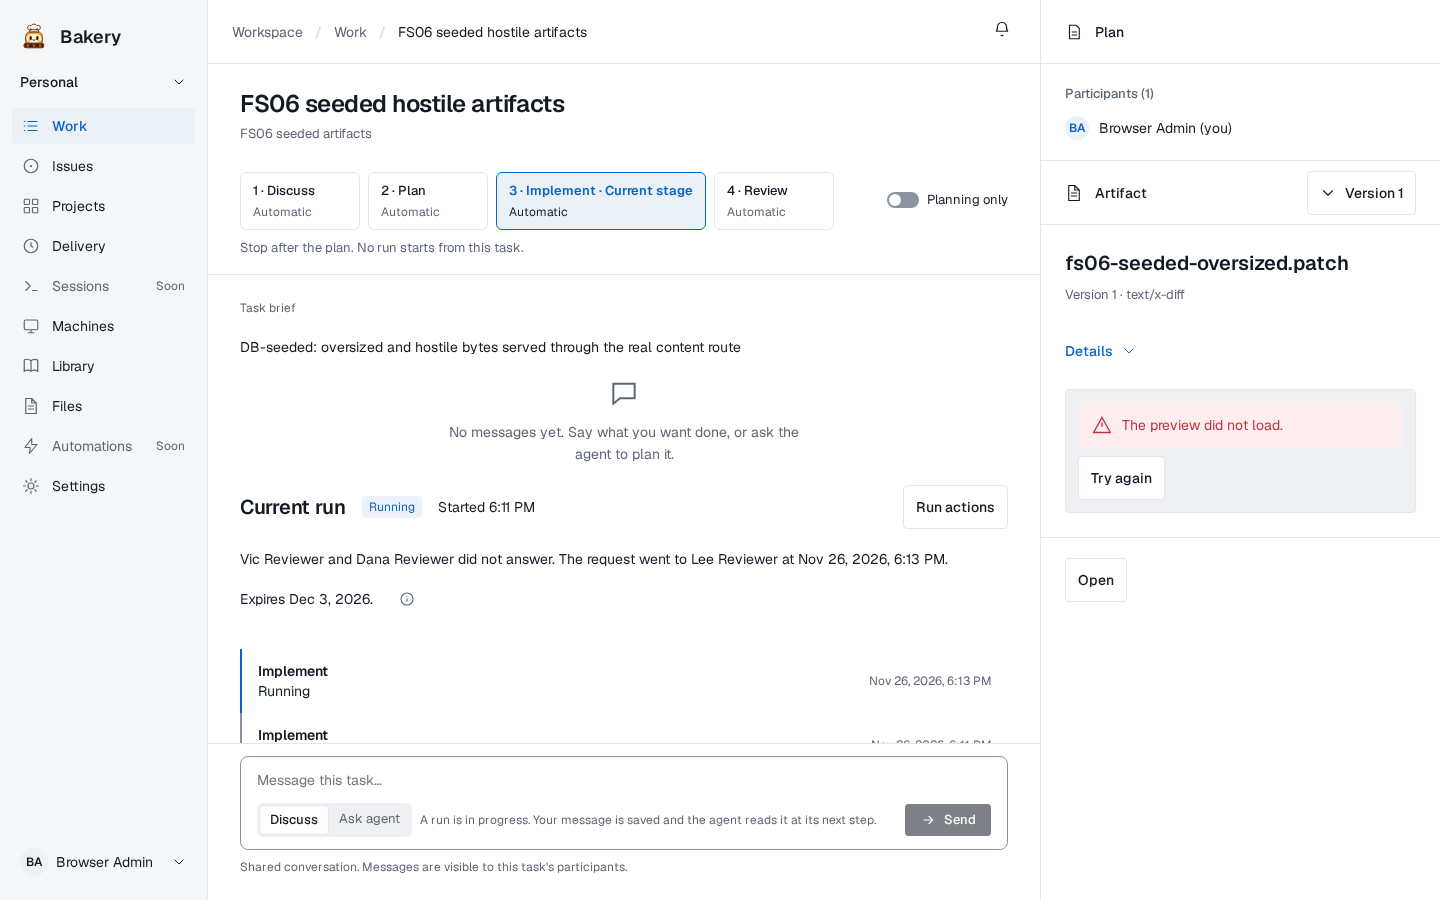 Bakery
Personal
Work
Issues
Projects
Delivery
Sessions Soon
Machines
Library
Files
Automations Soon
Settings
BA Browser Admin
Workspace / Work / FS06 seeded hostile artifacts
FS06 seeded hostile artifacts
FS06 seeded artifacts
1 · Discuss
Automatic
2 · Plan
Automatic
3 · Implement · Current stage
Automatic
4 · Review
Automatic
Planning only
Stop after the plan. No run starts from this task.
Task brief
DB-seeded: oversized and hostile bytes served through the real content route
No messages yet. Say what you want done, or ask the
agent to plan it.
Current run Running Started 6:11 PM Run actions
Vic Reviewer and Dana Reviewer did not answer. The request went to Lee Reviewer at Nov 26, 2026, 6:13 PM.
Expires Dec 3, 2026.
Implement
Running
Nov 26, 2026, 6:13 PM
Implement
Nov 26, 2026, 6:11 PM
Message this task...
Discuss Ask agent A run is in progress. Your message is saved and the agent reads it at its next step. Send
Shared conversation. Messages are visible to this task's participants.
Plan
Participants (1)
BA Browser Admin (you)
Artifact Version 1
fs06-seeded-oversized.patch
Version 1 · text/x-diff
Details
The preview did not load.
Try again
Open